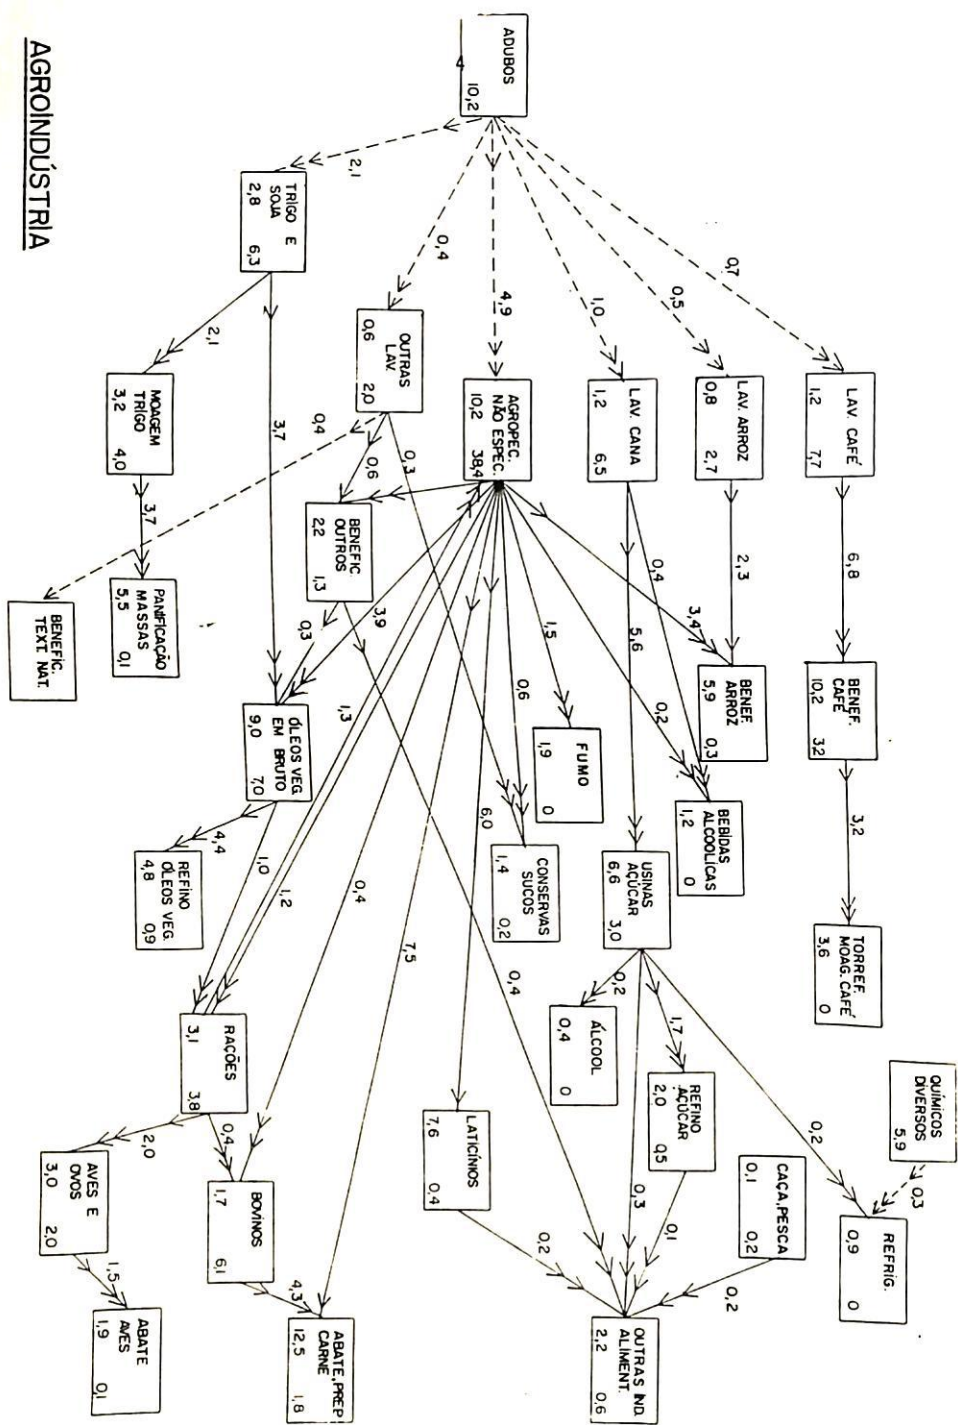 AGROINDÚSTRIA
ADUBOS
10,2
0,7
0,5
1,0
4,9
0,4
2,1
LAV. CAFÉ
1,2 7,7
LAV. ARROZ
0,8 2,7
LAV. CANA
1,2 6,5
AGROPEC.
NÃO ESPEC.
10,2 38,4
OUTRAS
LAV.
0,6 2,0
TRIGO E
SOJA
2,8 6,3
6,8
2,3
0,4
5,6
3,4
0,2
1,5
0,6
6,0
7,5
0,4
1,2
1,3
3,9
0,3
0,6
0,4
3,7
2,1
MOAGEM
TRIGO
3,2 4,0
3,7
PANIFICAÇÃO
MASSAS
5,5 0,1
BENEFIC.
TEXT. NAT.
BENEFIC.
OUTROS
2,2 1,3
0,3
0,4
BENEF.
CAFÉ
10,2 3,2
3,2
TORREF.
MOAG. CAFÉ
3,6 0
BENEF.
ARROZ
5,9 0,3
BEBIDAS
ALCOOLICAS
1,2 0
FUMO
1,9 0
CONSERVAS
SUCOS
1,4 0,2
USINAS
AÇÚCAR
6,6 3,0
0,2
1,7
0,3
0,2
ÁLCOOL
0,4 0
REFINO
AÇÚCAR
2,0 0,5
0,1
ÓLEOS VEG.
EM BRUTO
9,0 7,0
4,4
1,0
REFINO
ÓLEOS VEG.
4,8 0,9
RAÇÕES
3,1 3,8
2,0
0,4
LATICÍNIOS
7,6 0,4
0,2
BOVINOS
1,7 6,1
4,3
AVES E
OVOS
3,0 2,0
1,5
QUÍMICOS
DIVERSOS
5,9
0,3
CAÇA, PESCA
0,1 0,2
0,2
REFRIG.
0,9 0
OUTRAS IND.
ALIMENT.
2,2 0,6
ABATE, PREP
CARNE
12,5 1,8
ABATE
AVES
1,9 0,1